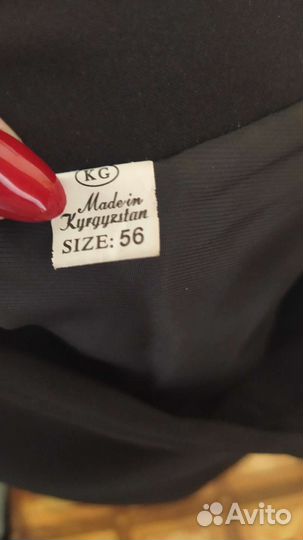 KG
Made in
Kyrgyzstan
SIZE: 56
Avito